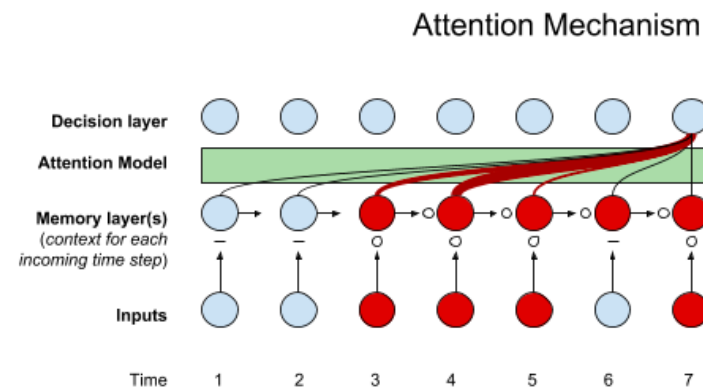 Attention Mechanism
Decision layer
Attention Model
Memory layer(s)
(context for each
incoming time step)
Inputs
Time 1 2 3 4 5 6 7